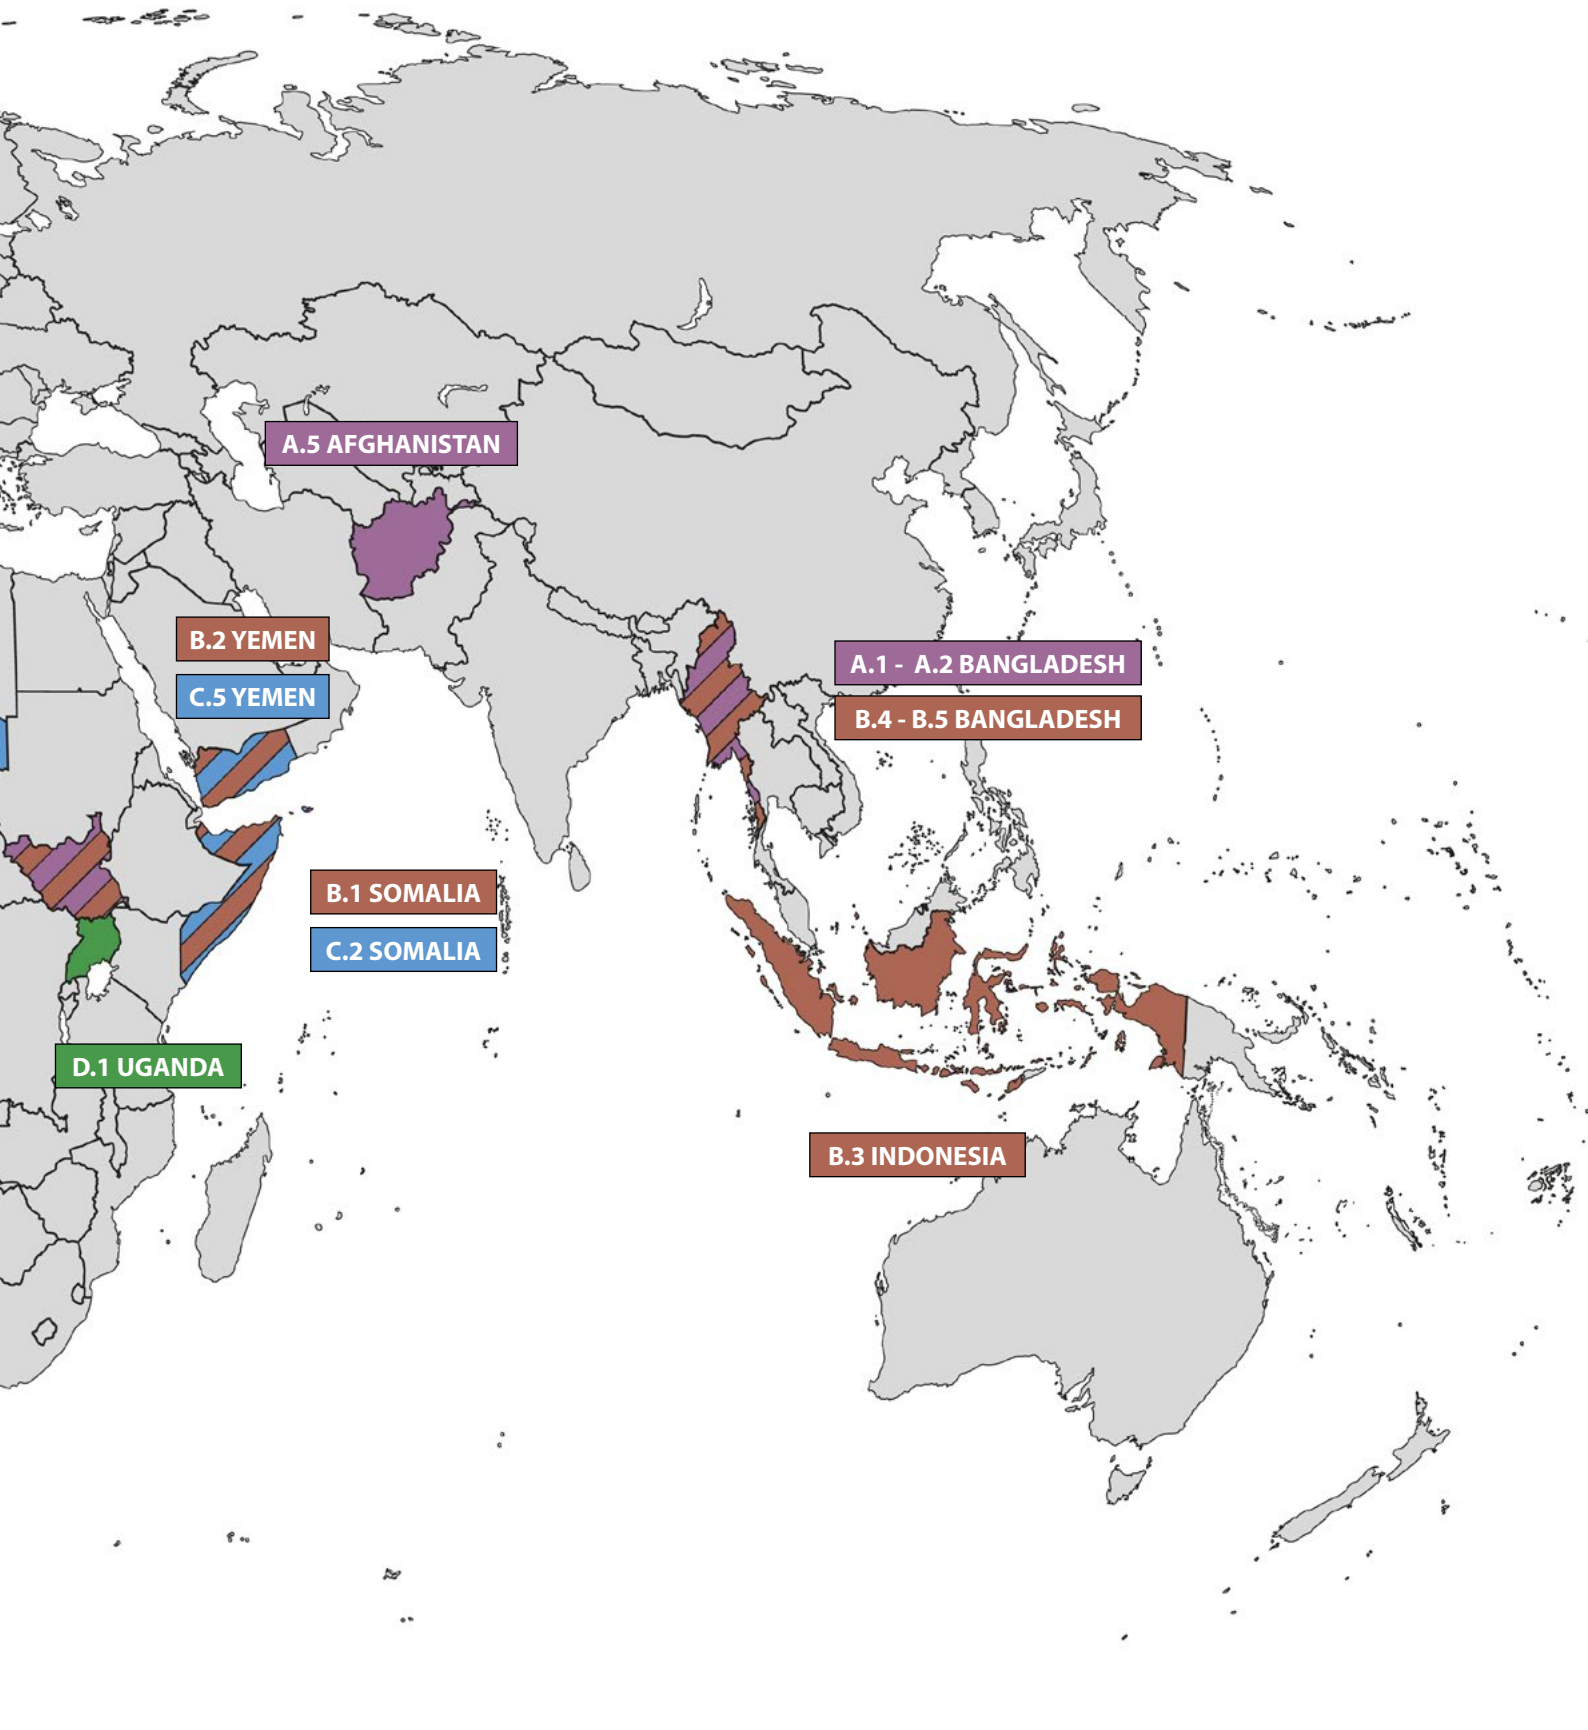 A.5 AFGHANISTAN
B.2 YEMEN
C.5 YEMEN
A.1 - A.2 BANGLADESH
B.4 - B.5 BANGLADESH
B.1 SOMALIA
C.2 SOMALIA
D.1 UGANDA
B.3 INDONESIA